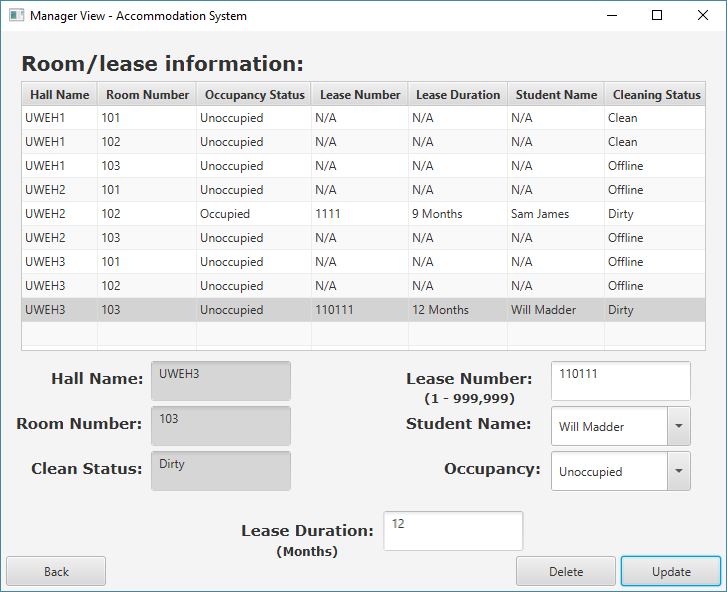 Manager View - Accommodation System
Room/lease information:
Hall Name Room Number Occupancy Status Lease Number Lease Duration Student Name Cleaning Status
UWEH1 101 Unoccupied N/A N/A N/A Clean
UWEH1 102 Unoccupied N/A N/A N/A Clean
UWEH1 103 Unoccupied N/A N/A N/A Offline
UWEH2 101 Unoccupied N/A N/A N/A Offline
UWEH2 102 Occupied 1111 9 Months Sam James Dirty
UWEH2 103 Unoccupied N/A N/A N/A Offline
UWEH3 101 Unoccupied N/A N/A N/A Offline
UWEH3 102 Unoccupied N/A N/A N/A Offline
UWEH3 103 Unoccupied 110111 12 Months Will Madder Dirty
Hall Name: UWEH3 Lease Number: 110111
(1 - 999,999)
Room Number: 103 Student Name: Will Madder
Clean Status: Dirty Occupancy: Unoccupied
Lease Duration: 12
(Months)
Back Delete Update